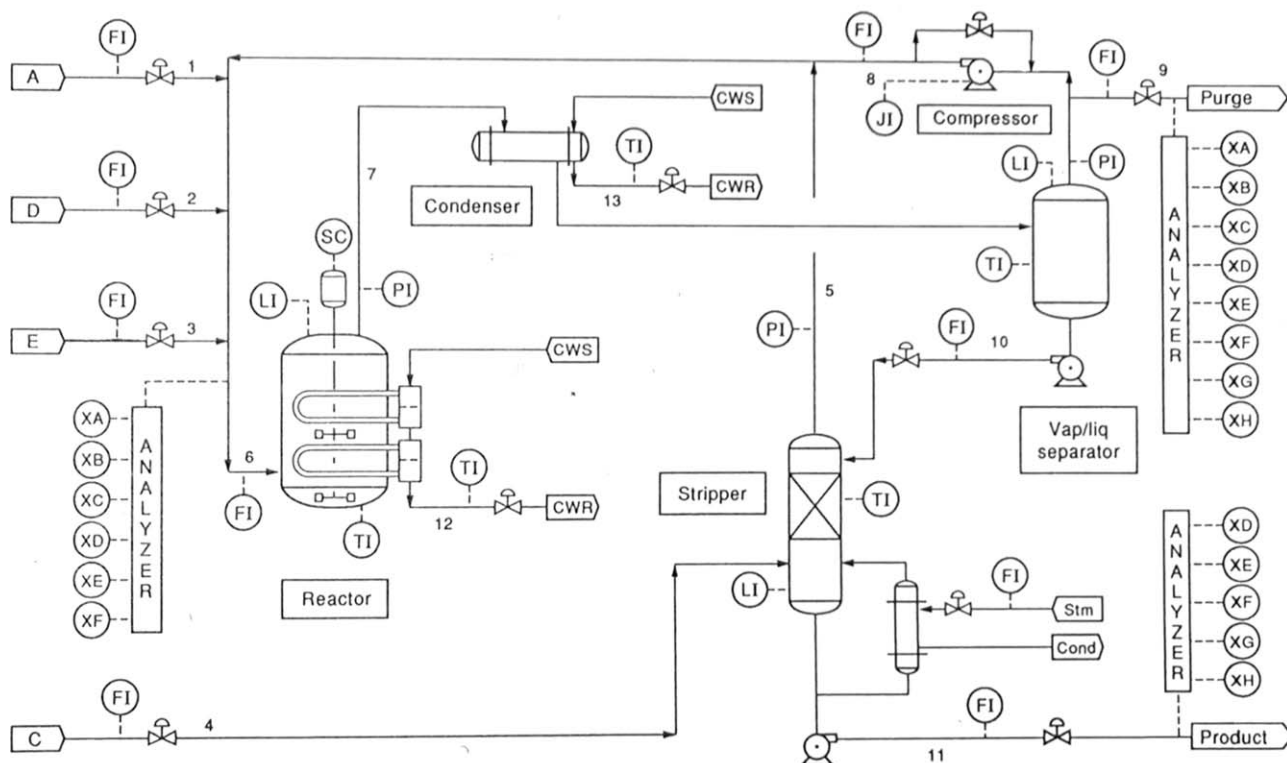 FI
FI
FI
9
A
1
8
Purge
CWS
JI
Compressor
XA
TI
LI
PI
XB
FI
7
CWR
D
2
Condenser
13
XC
SC
ANALYZER
TI
XD
LI
PI
5
XE
FI
PI
FI
E
3
10
XF
CWS
XG
XA
XH
XB
ANALYZER
6
TI
Vap/liq
separator
XC
Stripper
TI
FI
CWR
12
XD
XD
TI
XE
XE
LI
FI
ANALYZER
Reactor
XF
XF
Stm
XG
Cond
XH
FI
FI
4
C
Product
11